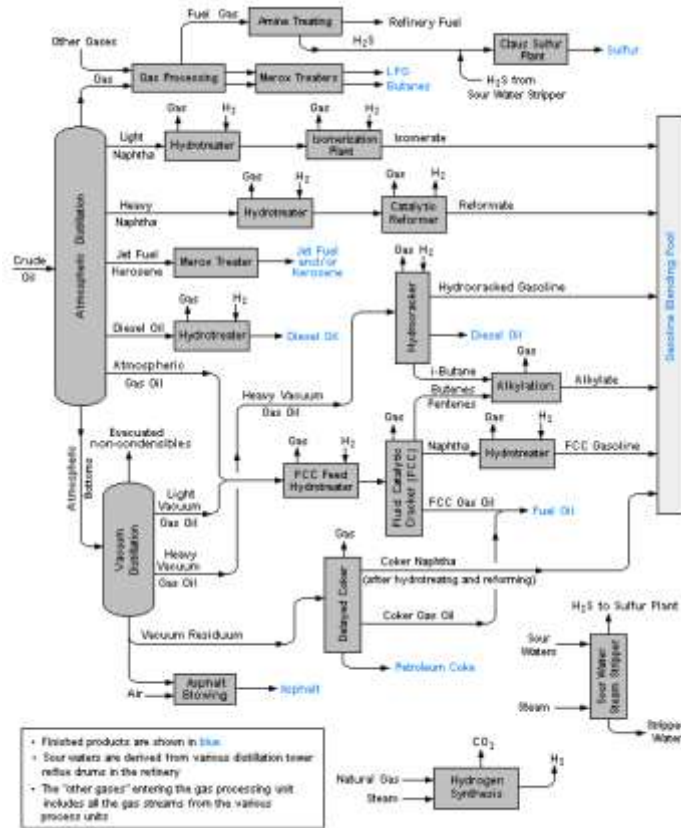 Fuel Gas
Amine Treating
Refinery Fuel
Other Gases
H2S
Claus Sulfur
Plant
Sulfur
Gas
Gas Processing
Merox Treaters
LPG
Butanes
H2S from
Sour Water Stripper
Gas
H2
Gas
H2
Light
Naphtha
Hydrotreater
Isomerization
Plant
Isomerate
Gas
H2
Gas
H2
Heavy
Naphtha
Hydrotreater
Catalytic
Reformer
Reformate
Crude
Oil
Atmospheric Distillation
Jet Fuel
Kerosene
Merox Treater
Jet Fuel
and/or
Kerosene
Gas
H2
Hydrocracker
Hydrocracked Gasoline
Gasoline Blending Pool
Gas
H2
Diesel Oil
Hydrotreater
Diesel Oil
Diesel Oil
Gas
Atmospheric
Gas Oil
i-Butane
Butenes
Pentenes
Alkylation
Alkylate
Heavy Vacuum
Gas Oil
Evacuated
non-condensibles
Atmospheric
Bottoms
Gas
H2
Gas
Gas
H2
FCC Feed
Hydrotreater
Fluid Catalytic
Cracker (FCC)
Naphtha
Hydrotreater
FCC Gasoline
Light
Vacuum
Gas Oil
FCC Gas Oil
Fuel Oil
Vacuum
Distillation
Heavy
Vacuum
Gas Oil
Gas
Delayed Coker
Coker Naphtha
(after hydrotreating and reforming)
Coker Gas Oil
Vacuum Residuum
Petroleum Coke
Air
Asphalt
Blowing
Asphalt
H2S to Sulfur Plant
Sour
Waters
Sour Water
Steam Stripper
Steam
Stripped
Water
CO2
H2
Natural Gas
Steam
Hydrogen
Synthesis
• Finished products are shown in blue
• Sour waters are derived from various distillation tower
reflux drums in the refinery
• The "other gases" entering the gas processing unit
includes all the gas streams from the various
process units